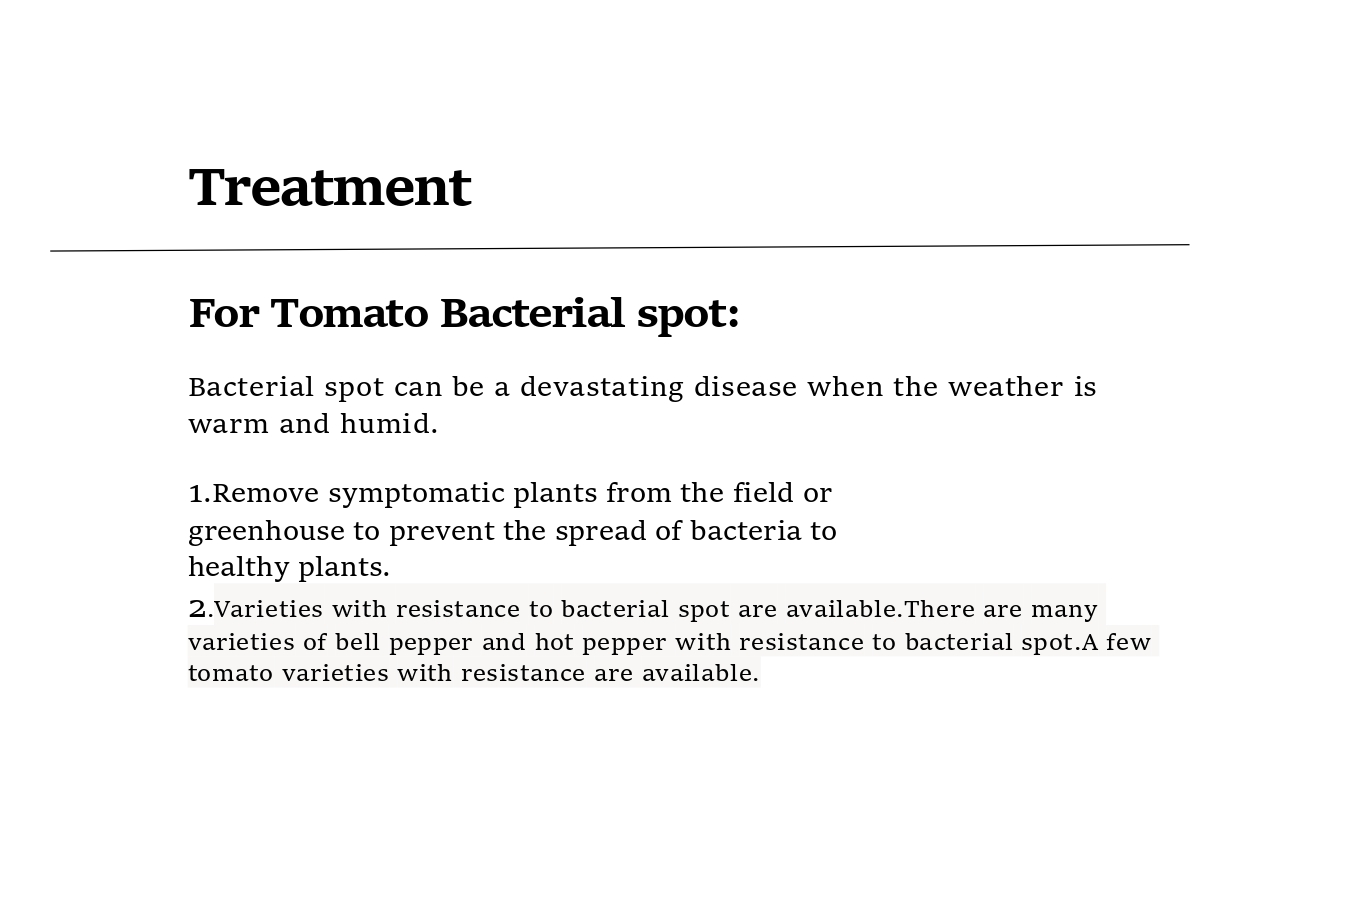 Treatment
For Tomato Bacterial spot:
Bacterial spot can be a devastating disease when the weather is
warm and humid.
1.Remove symptomatic plants from the field or
greenhouse to prevent the spread of bacteria to
healthy plants.
2.Varieties with resistance to bacterial spot are available.There are many
varieties of bell pepper and hot pepper with resistance to bacterial spot.A few
tomato varieties with resistance are available.